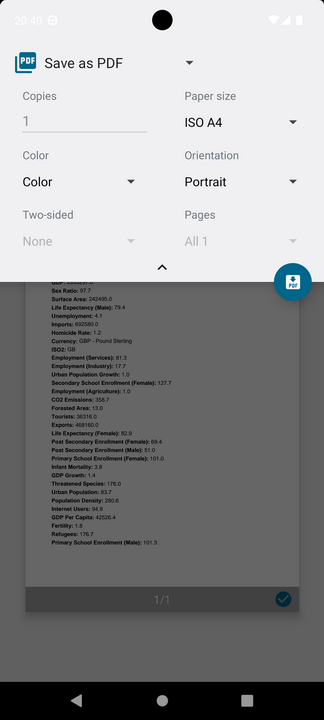 20:40
PDF
Save as PDF
Copies
Paper size
1
ISO A4
Color
Orientation
Color
Portrait
Two-sided
Pages
None
All 1
PDF
Sex Ratio: 97.7
Surface Area: 242495.0
Life Expectancy (Male): 79.4
Unemployment: 4.1
Imports: 692580.0
Homicide Rate: 1.2
Currency: GBP - Pound Sterling
ISO2: GB
Employment (Services): 81.3
Employment (Industry): 17.7
Urban Population Growth: 1.0
Secondary School Enrollment (Female): 127.7
Employment (Agriculture): 1.0
CO2 Emissions: 358.7
Forested Area: 13.0
Tourists: 36316.0
Exports: 468160.0
Life Expectancy (Female): 82.9
Post Secondary Enrollment (Female): 69.4
Post Secondary Enrollment (Male): 51.0
Primary School Enrollment (Female): 101.0
Infant Mortality: 3.8
GDP Growth: 1.4
Threatened Species: 176.0
Urban Population: 83.7
Population Density: 280.6
Internet Users: 94.9
GDP Per Capita: 42526.4
Fertility: 1.8
Refugees: 176.7
Primary School Enrollment (Male): 101.3
1/1